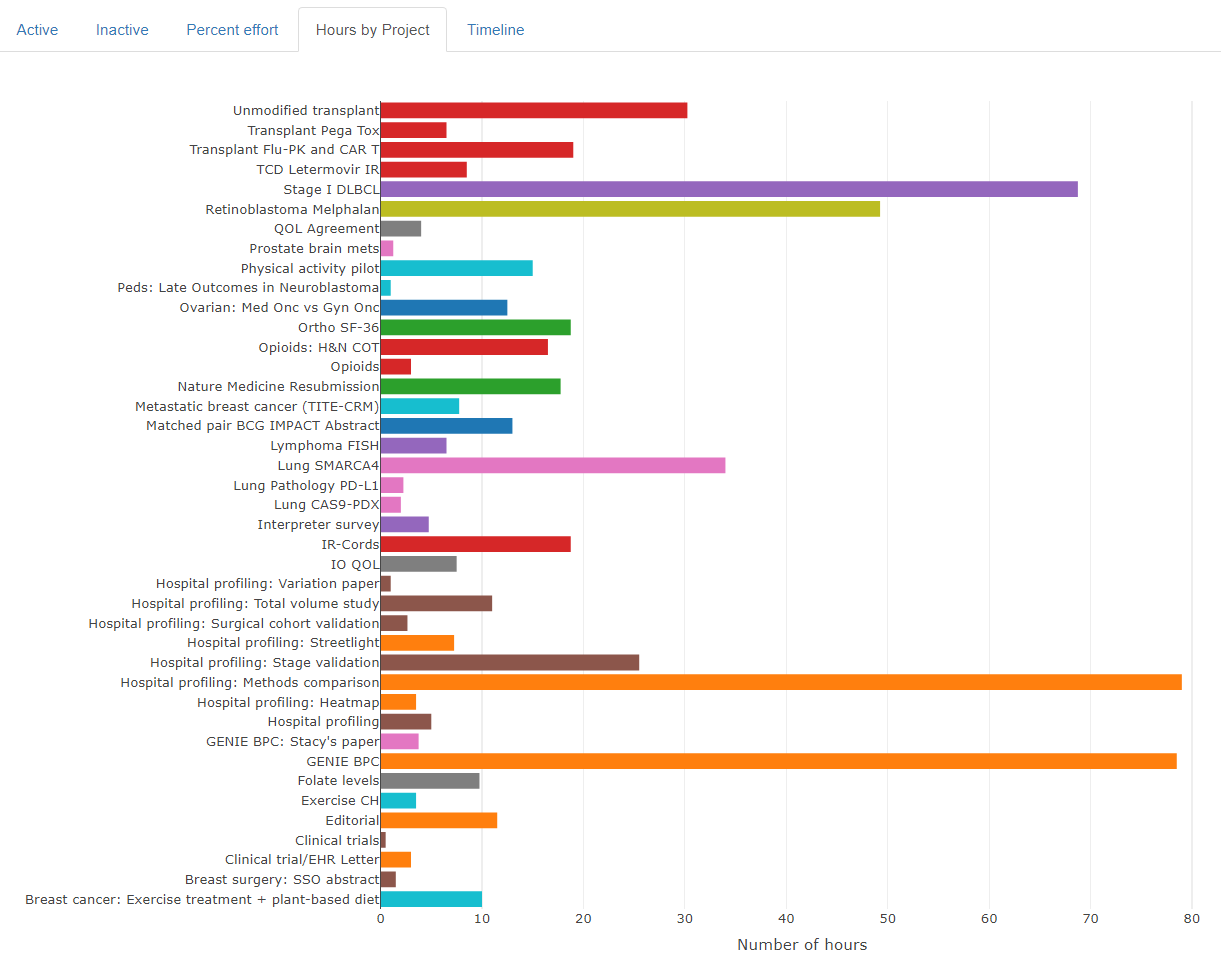 Active Inactive Percent effort Hours by Project Timeline
Unmodified transplant
Transplant Pega Tox
Transplant Flu-PK and CAR T
TCD Letermovir IR
Stage I DLBCL
Retinoblastoma Melphalan
QOL Agreement
Prostate brain mets
Physical activity pilot
Peds: Late Outcomes in Neuroblastoma
Ovarian: Med Onc vs Gyn Onc
Ortho SF-36
Opioids: H&N COT
Opioids
Nature Medicine Resubmission
Metastatic breast cancer (TITE-CRM)
Matched pair BCG IMPACT Abstract
Lymphoma FISH
Lung SMARCA4
Lung Pathology PD-L1
Lung CAS9-PDX
Interpreter survey
IR-Cords
IO QOL
Hospital profiling: Variation paper
Hospital profiling: Total volume study
Hospital profiling: Surgical cohort validation
Hospital profiling: Streetlight
Hospital profiling: Stage validation
Hospital profiling: Methods comparison
Hospital profiling: Heatmap
Hospital profiling
GENIE BPC: Stacy's paper
GENIE BPC
Folate levels
Exercise CH
Editorial
Clinical trials
Clinical trial/EHR Letter
Breast surgery: SSO abstract
Breast cancer: Exercise treatment + plant-based diet
0 10 20 30 40 50 60 70 80
Number of hours